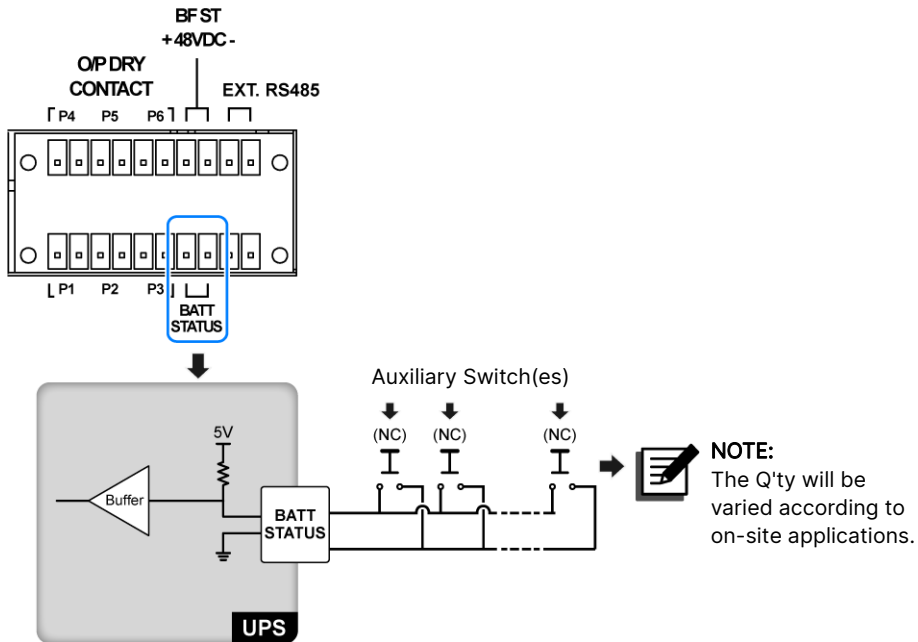 BF ST
+ 48VDC -
O/P DRY
CONTACT
EXT. RS485
P4 P5 P6
P1 P2 P3
BATT
STATUS
Auxiliary Switch(es)
(NC) (NC) (NC)
5V
Buffer
BATT
STATUS
UPS
NOTE:
The Q'ty will be
varied according to
on-site applications.